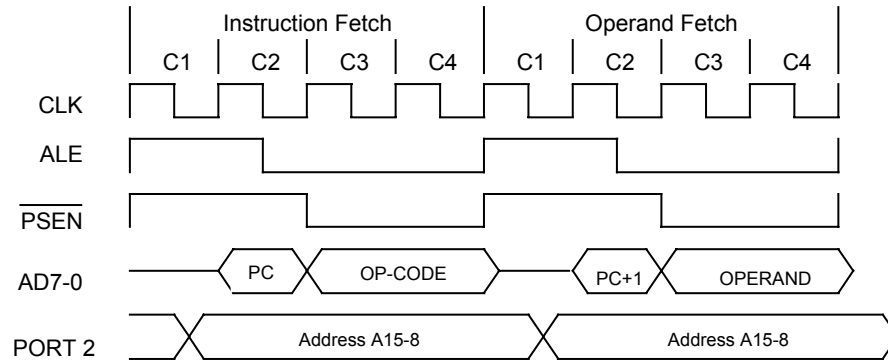 Instruction Fetch Operand Fetch
C1 C2 C3 C4 C1 C2 C3 C4
CLK
ALE
PSEN
AD7-0 PC OP-CODE PC+1 OPERAND
PORT 2 Address A15-8 Address A15-8